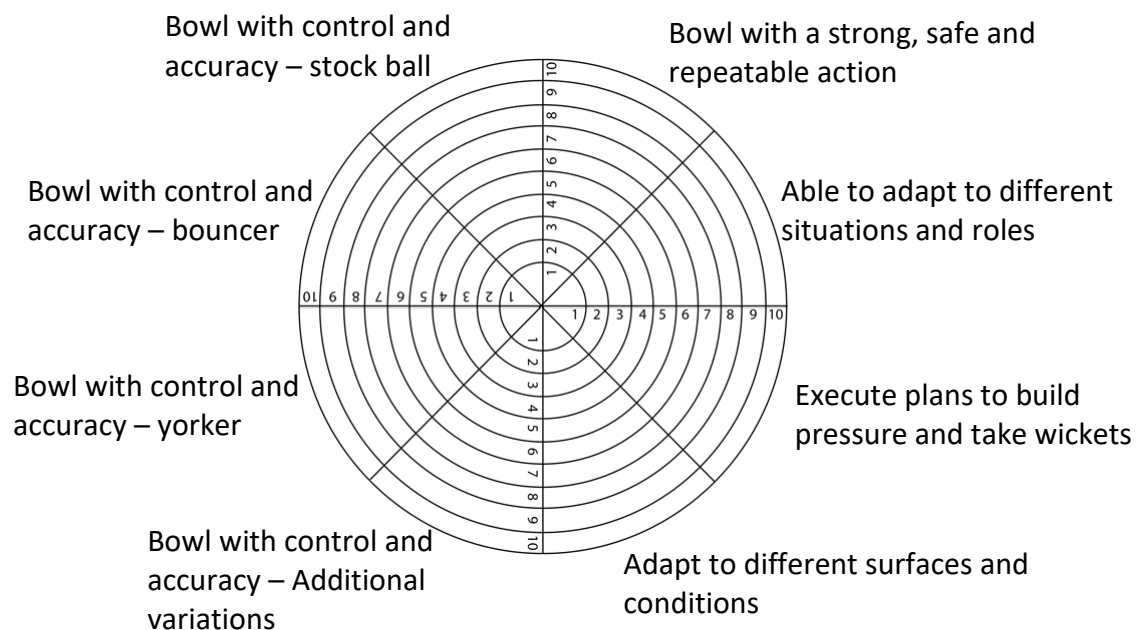 Bowl with control and
accuracy – stock ball
Bowl with a strong, safe and
repeatable action
Bowl with control and
accuracy – bouncer
Able to adapt to different
situations and roles
10
9
8
7
6
5
4
3
2
1
10 9 8 7 6 5 4 3 2 1
1 2 3 4 5 6 7 8 9 10
1
2
3
4
5
6
7
8
9
10
Bowl with control and
accuracy – yorker
Execute plans to build
pressure and take wickets
Bowl with control and
accuracy – Additional
variations
Adapt to different surfaces and
conditions